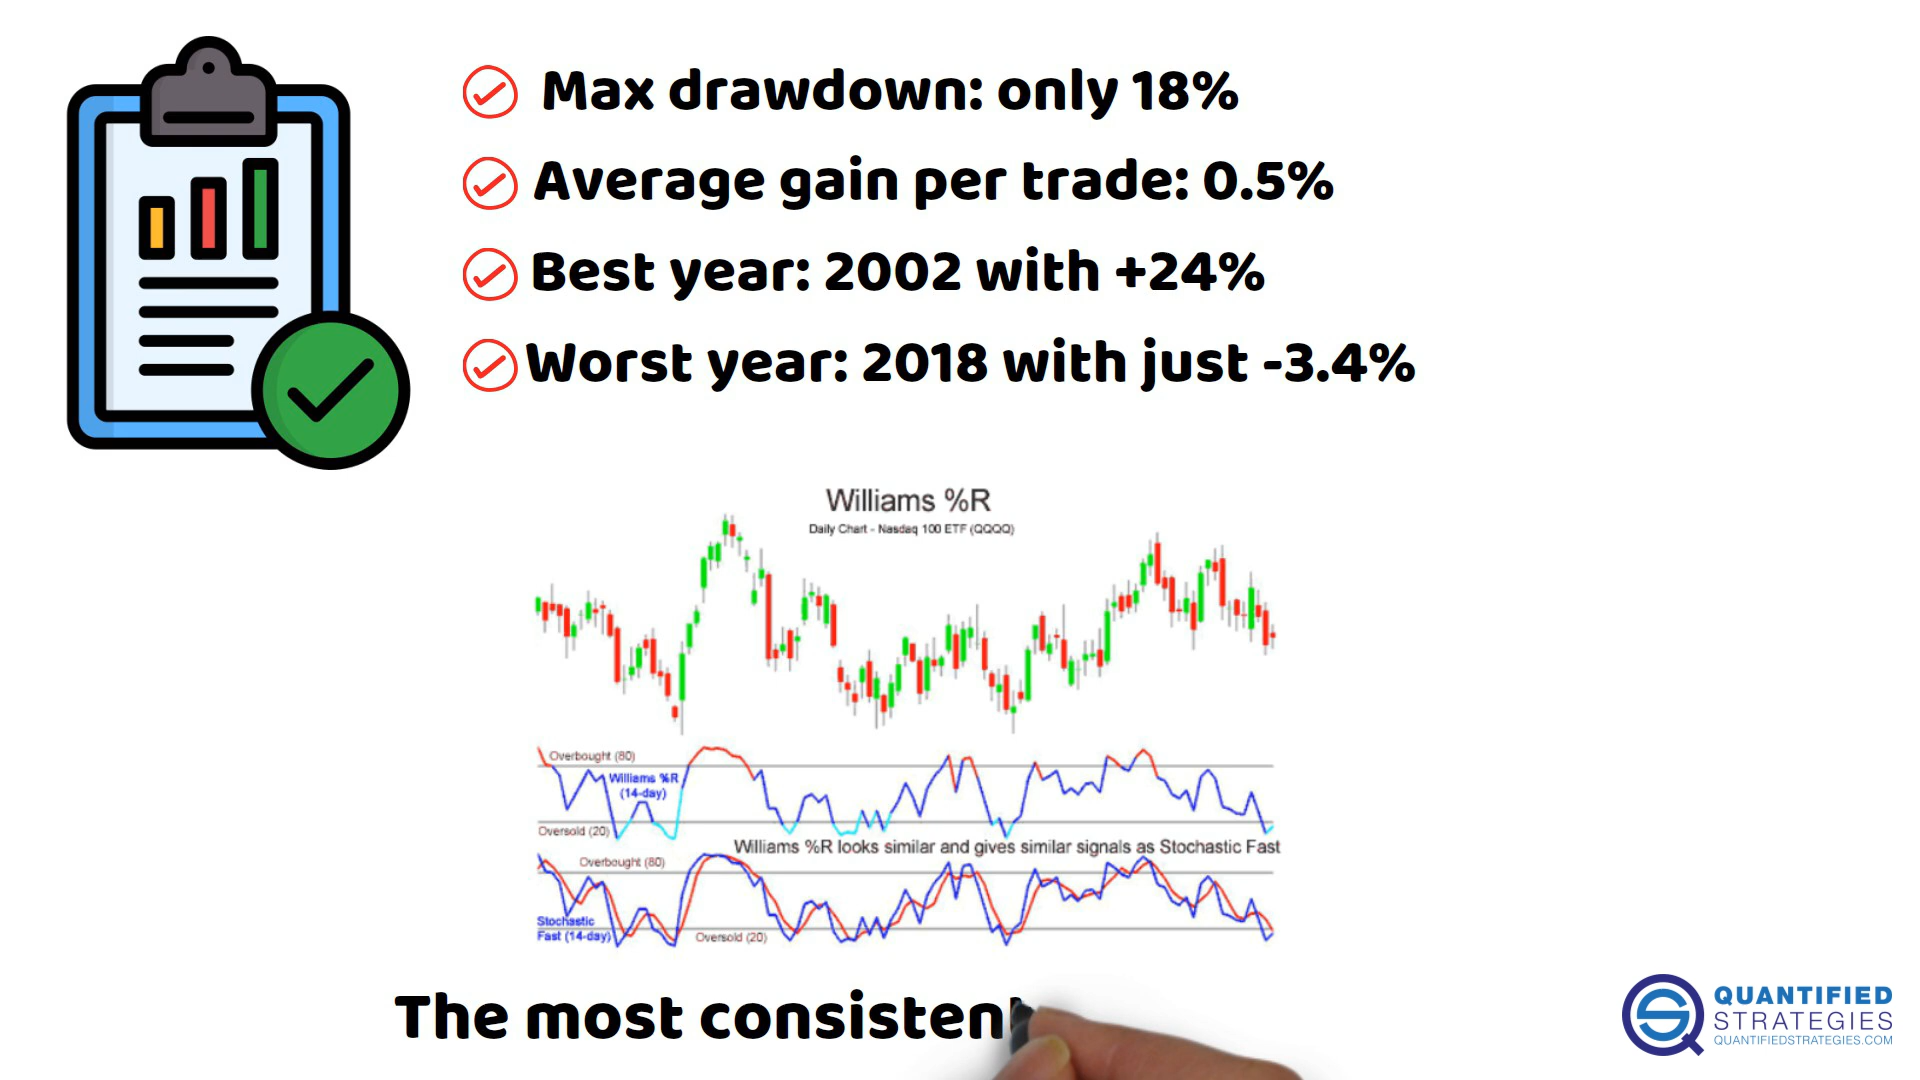 Max drawdown: only 18%
Average gain per trade: 0.5%
Best year: 2002 with +24%
Worst year: 2018 with just -3.4%
Williams %R
Daily Chart - Nasdaq 100 ETF (QQQQ)
Overbought (80)
Williams %R
(14-day)
Oversold (20)
Williams %R looks similar and gives similar signals as Stochastic Fast
Overbought (80)
Stochastic
Fast (14-day)
Oversold (20)
The most consisten
QUANTIFIED
STRATEGIES
QUANTIFIEDSTRATEGIES.COM